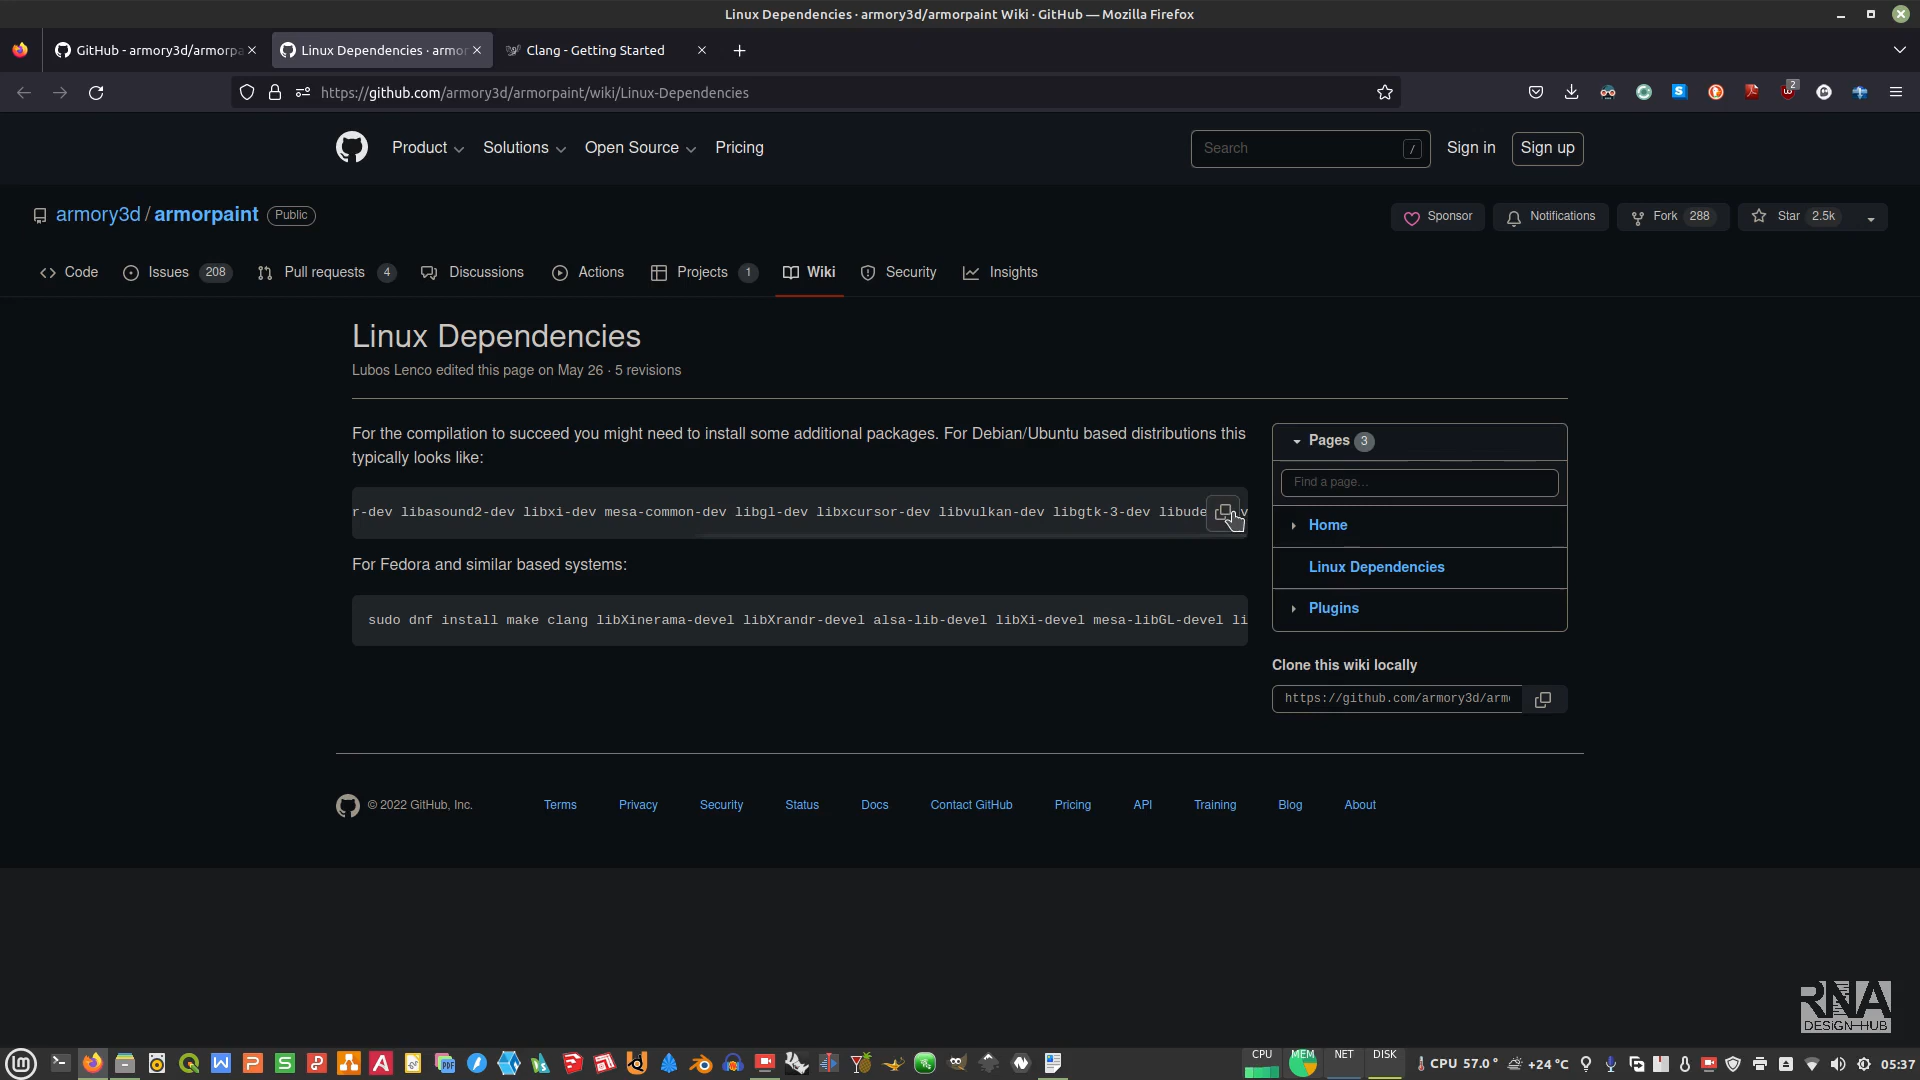 Linux Dependencies · armory3d/armorpaint Wiki · GitHub — Mozilla Firefox
GitHub - armory3d/armorpa
Linux Dependencies · armor
Clang - Getting Started
https://github.com/armory3d/armorpaint/wiki/Linux-Dependencies
2
Product
Solutions
Open Source
Pricing
Search
/
Sign in
Sign up
armory3d / armorpaint
Public
Sponsor
Notifications
Fork 288
Star 2.5k
Code
Issues 208
Pull requests 4
Discussions
Actions
Projects 1
Wiki
Security
Insights
Linux Dependencies
Lubos Lenco edited this page on May 26 · 5 revisions
For the compilation to succeed you might need to install some additional packages. For Debian/Ubuntu based distributions this
typically looks like:
r-dev libasound2-dev libxi-dev mesa-common-dev libgl-dev libxcursor-dev libvulkan-dev libgtk-3-dev libude
For Fedora and similar based systems:
sudo dnf install make clang libXinerama-devel libXrandr-devel alsa-lib-devel libXi-devel mesa-libGL-devel li
Pages 3
Find a page...
Home
Linux Dependencies
Plugins
Clone this wiki locally
https://github.com/armory3d/arm
© 2022 GitHub, Inc.
Terms
Privacy
Security
Status
Docs
Contact GitHub
Pricing
API
Training
Blog
About
RNA
DESIGN-HUB
CPU
MEM
NET
DISK
CPU 57.0°
+24 °C
05:37